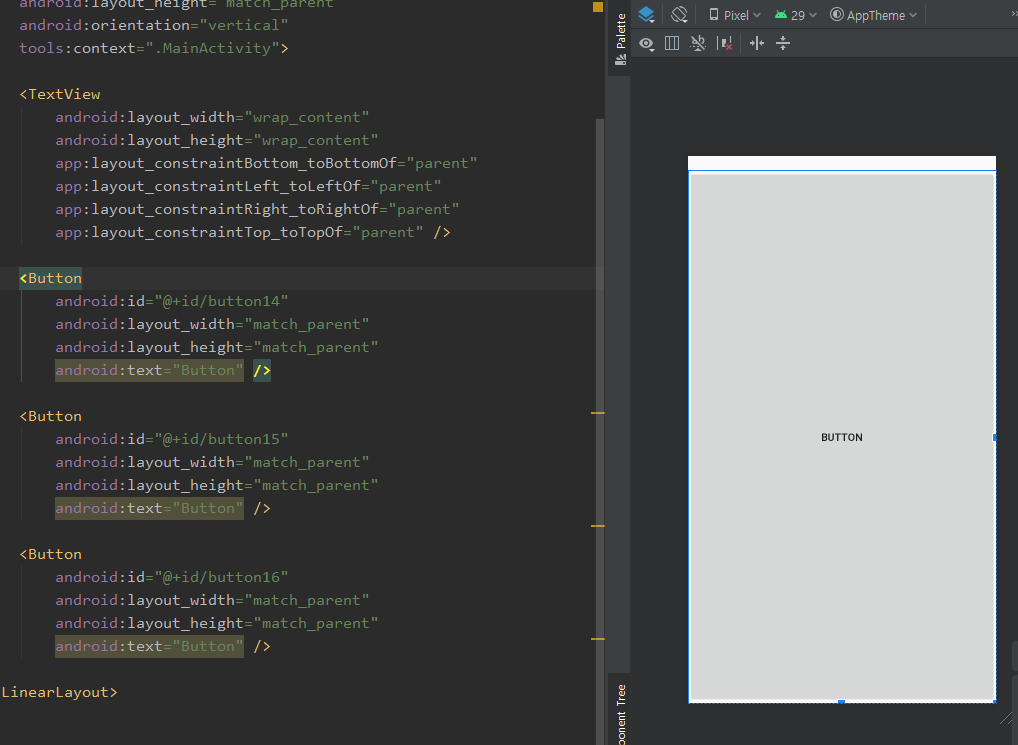 android:layout_height="match_parent"
android:orientation="vertical"
tools:context=".MainActivity">
<TextView
android:layout_width="wrap_content"
android:layout_height="wrap_content"
app:layout_constraintBottom_toBottomOf="parent"
app:layout_constraintLeft_toLeftOf="parent"
app:layout_constraintRight_toRightOf="parent"
app:layout_constraintTop_toTopOf="parent" />
<Button
android:id="@+id/button14"
android:layout_width="match_parent"
android:layout_height="match_parent"
android:text="Button" />
<Button
android:id="@+id/button15"
android:layout_width="match_parent"
android:layout_height="match_parent"
android:text="Button" />
<Button
android:id="@+id/button16"
android:layout_width="match_parent"
android:layout_height="match_parent"
android:text="Button" />
LinearLayout>
Palette
ponent Tree
Pixel 29 AppTheme »
BUTTON